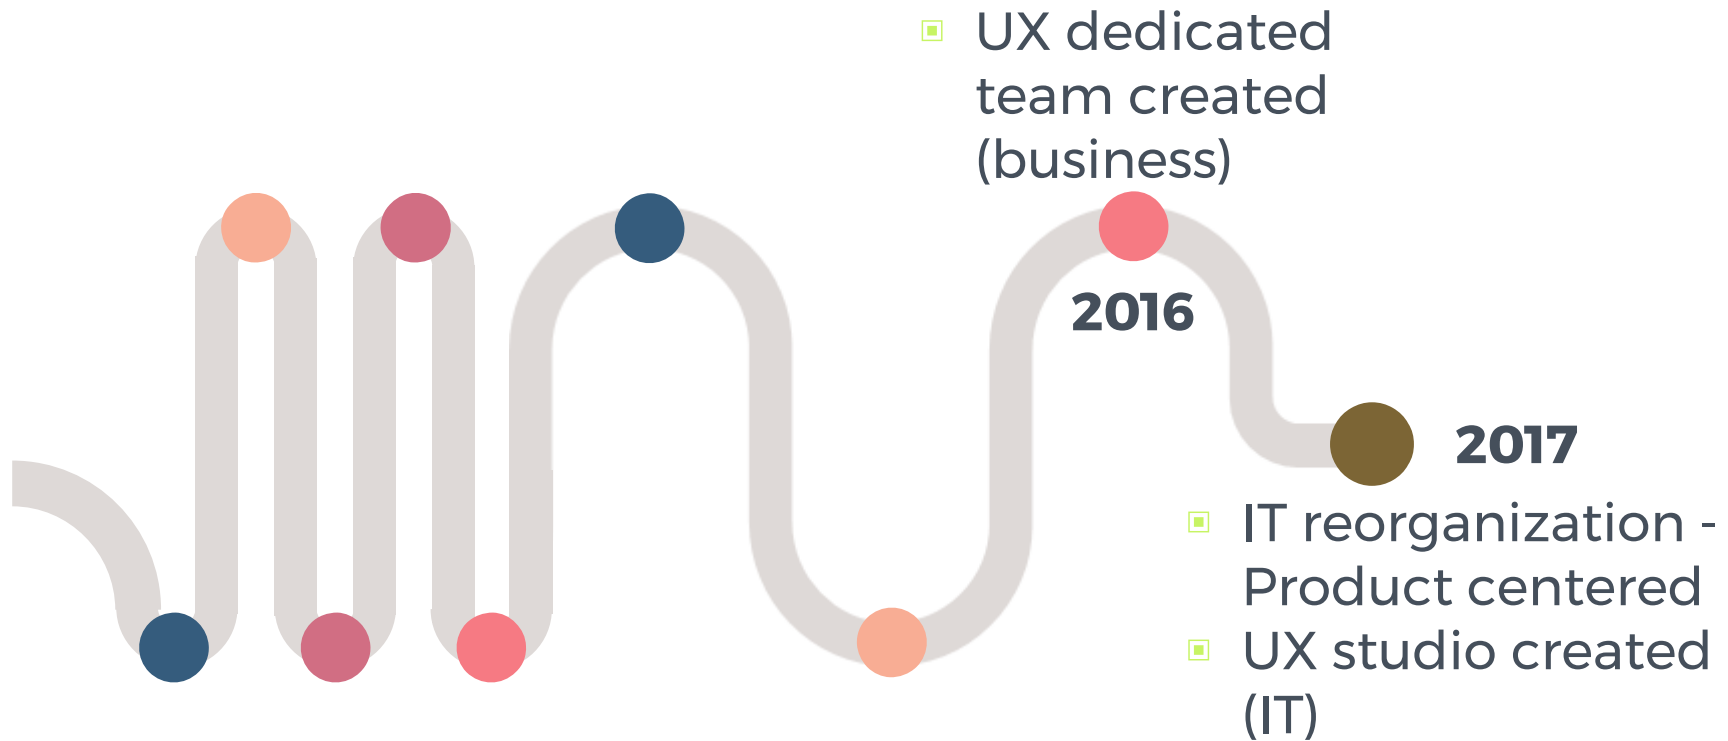 UX dedicated
team created
(business)
2016
2017
IT reorganization -
Product centered
UX studio created
(IT)